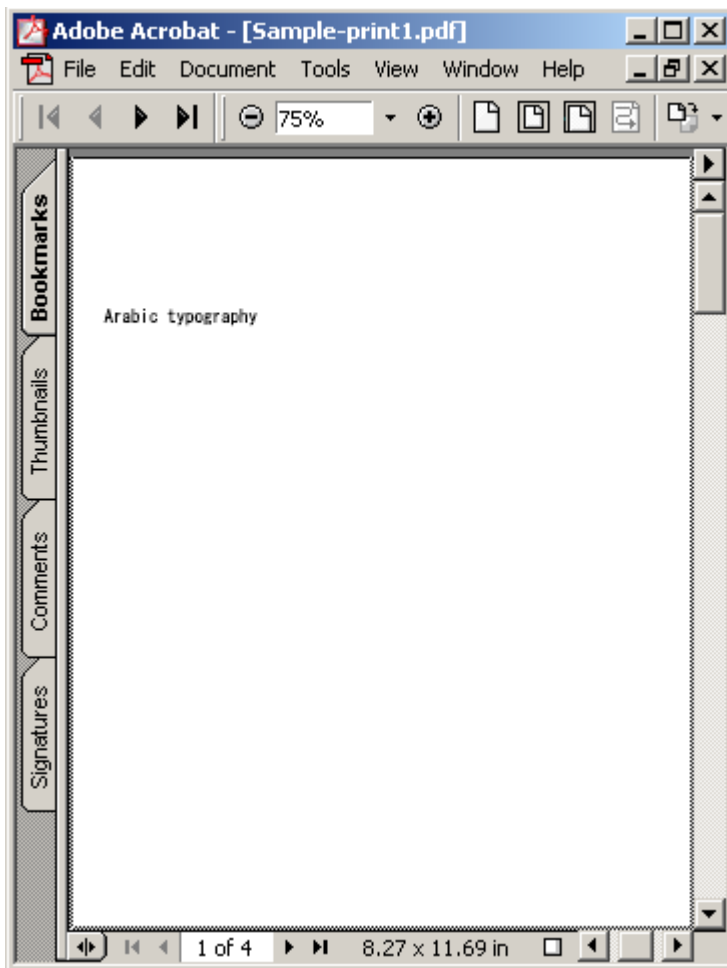 Adobe Acrobat - [Sample-print1.pdf]
File Edit Document Tools View Window Help
75%
Bookmarks
Thumbnails
Comments
Signatures
Arabic typography
1 of 4 8.27 x 11.69 in